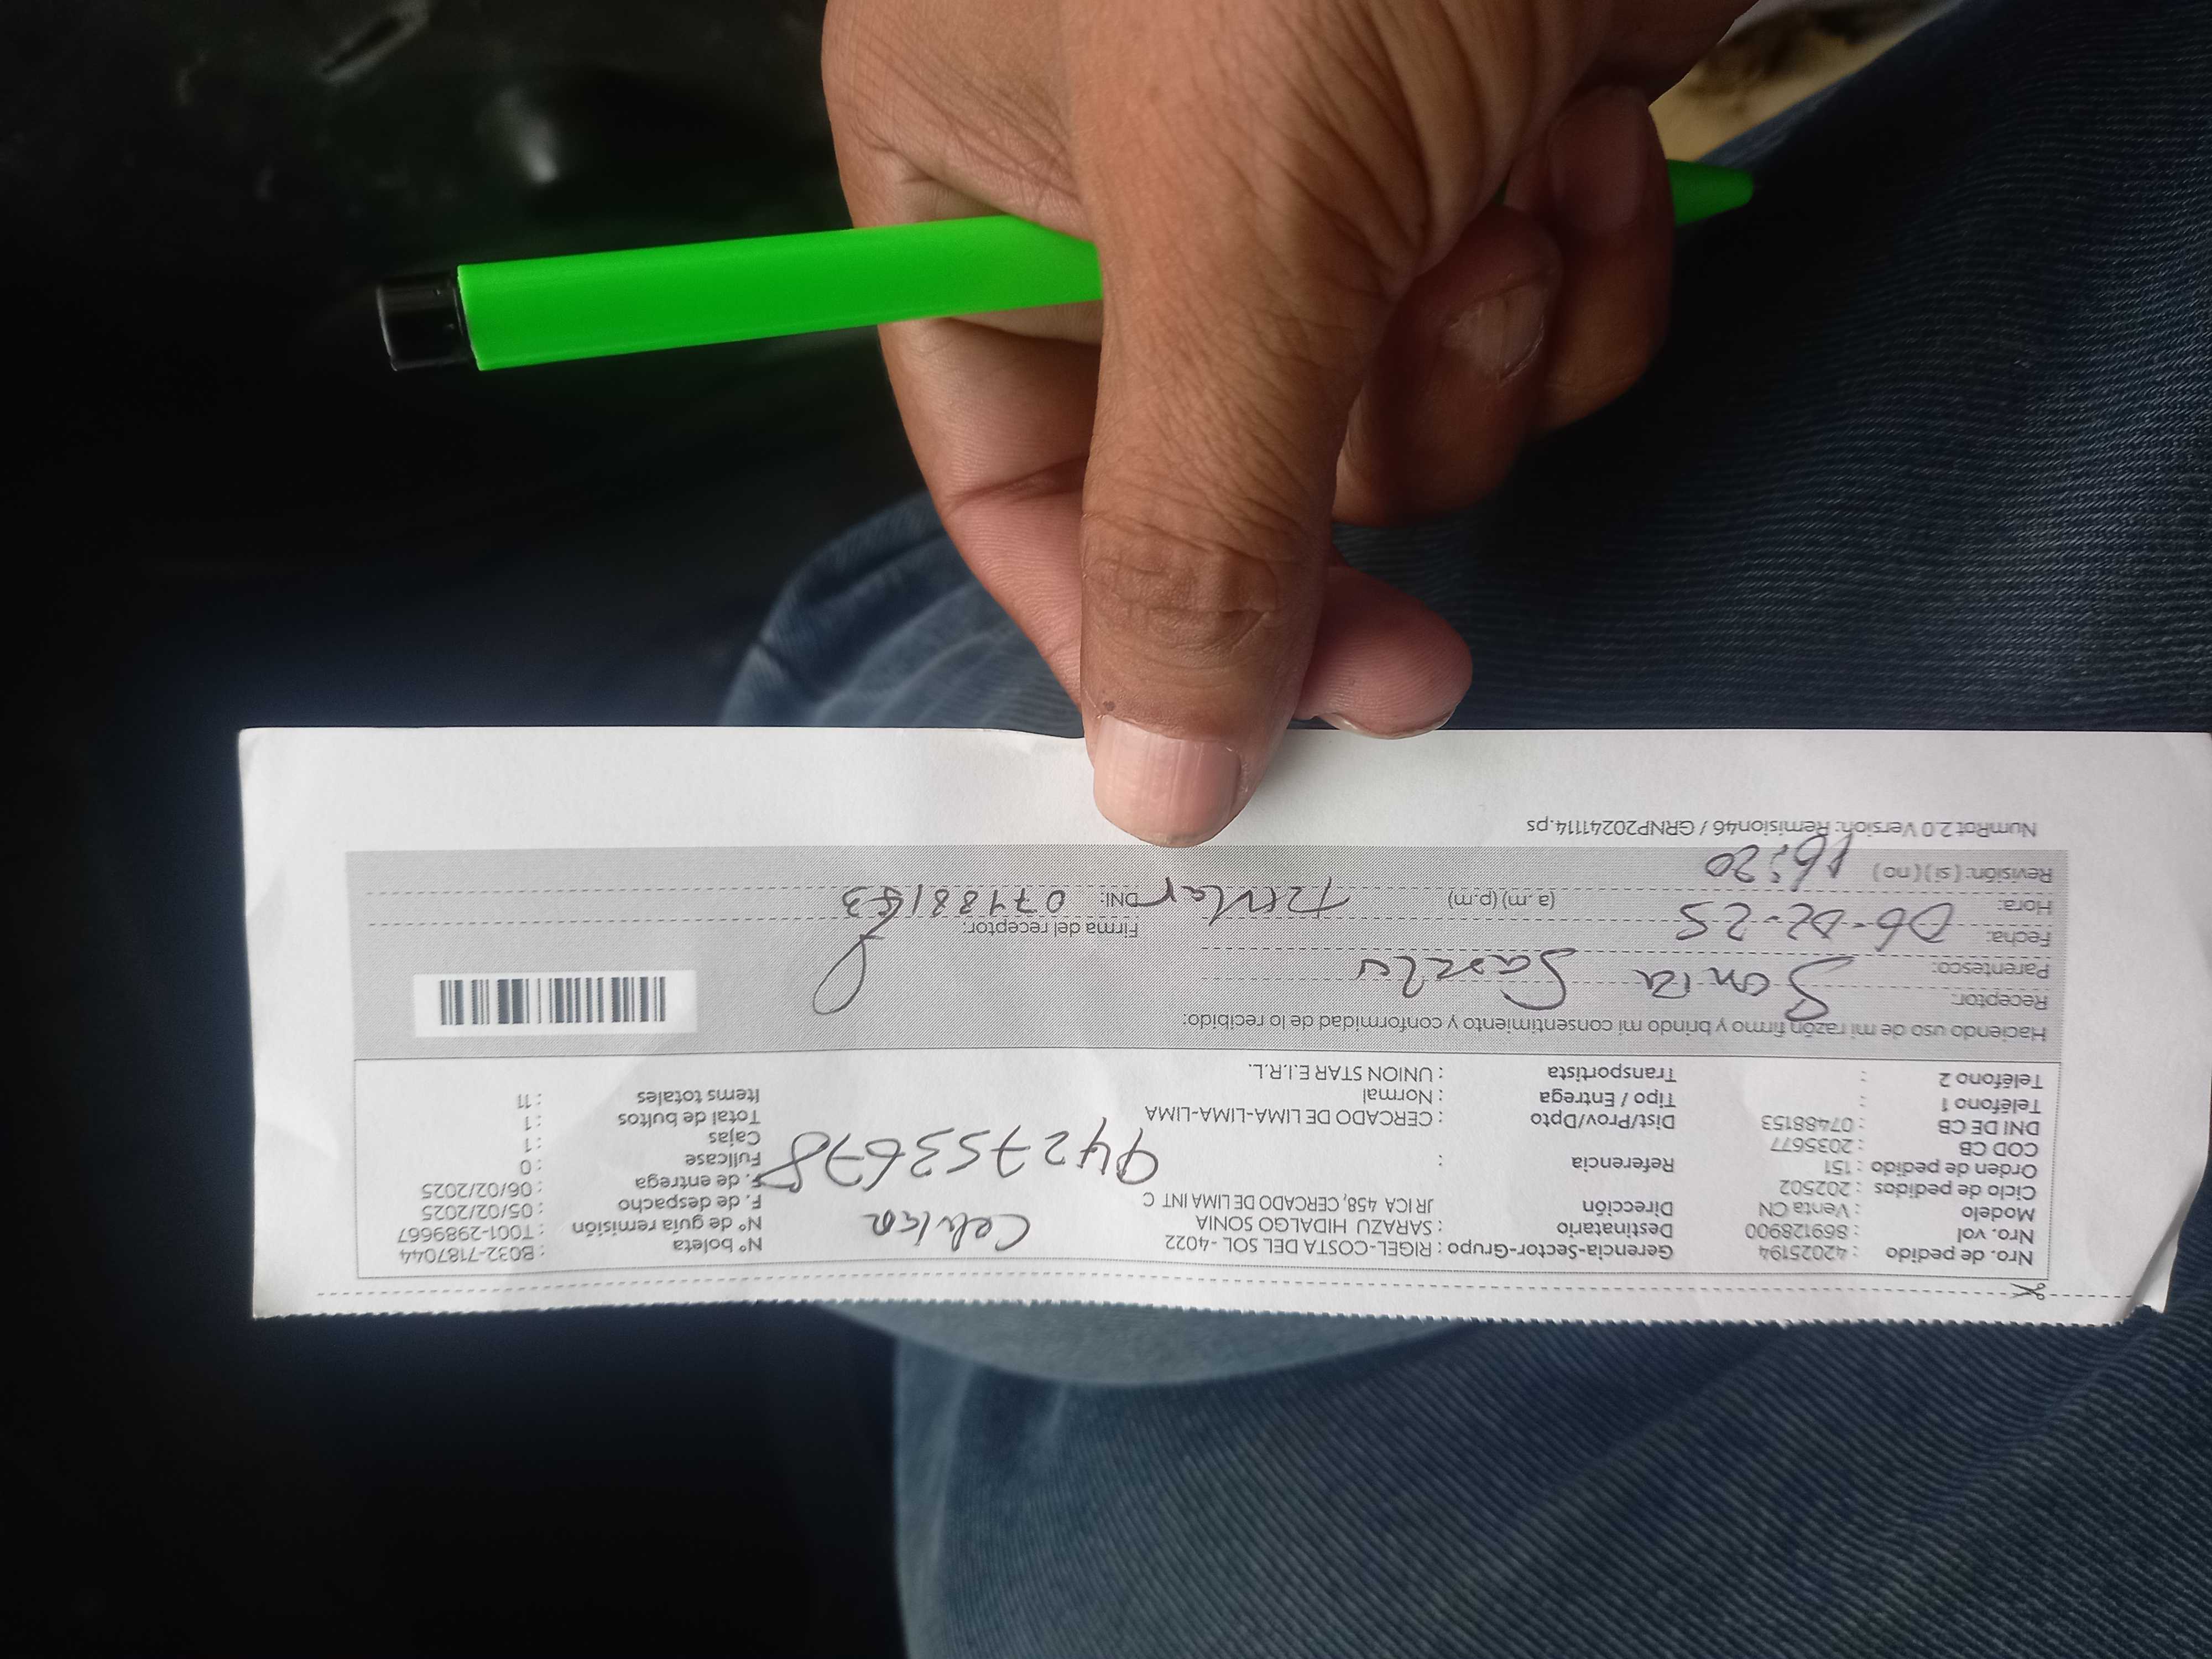 Nro. de pedido : 42025194 Gerencia-Sector-Grupo : RIGEL-COSTA DEL SOL - 4022 N° boleta : B032-7187044
Nro. vol : 869128900 Destinatario : SARAZU HIDALGO SONIA N° de guía remisión : T001-2989667
Modelo : Venta CN Dirección JR ICA 458, CERCADO DE LIMA INT C F. de despacho : 05/02/2025
Ciclo de pedidos : 202502 F. de entrega : 06/02/2025
Orden de pedido : 151 Referencia : Fullcase : 0
COD CB : 2035677 Cajas : 1
DNI DE CB : 07488153 Dist/Prov/Dpto : CERCADO DE LIMA-LIMA-LIMA Total de bultos : 1
Teléfono 1 : Tipo / Entrega : Normal Items totales : 11
Teléfono 2 : Transportista : UNION STAR E.I.R.L.
Celular
9427753678
Haciendo uso de mi razón firmo y brindo mi consentimiento y conformidad de lo recibido:
Receptor: Sonia
Parentesco:
Fecha: 06-02-25 Firma del receptor:
Hora: (a.m) (p.m) Titular DNI: 07488153
Revisión: ( si ) ( no ) 16:20
NumRot 2.0 Version: Remision46 / GRNP20241114.ps